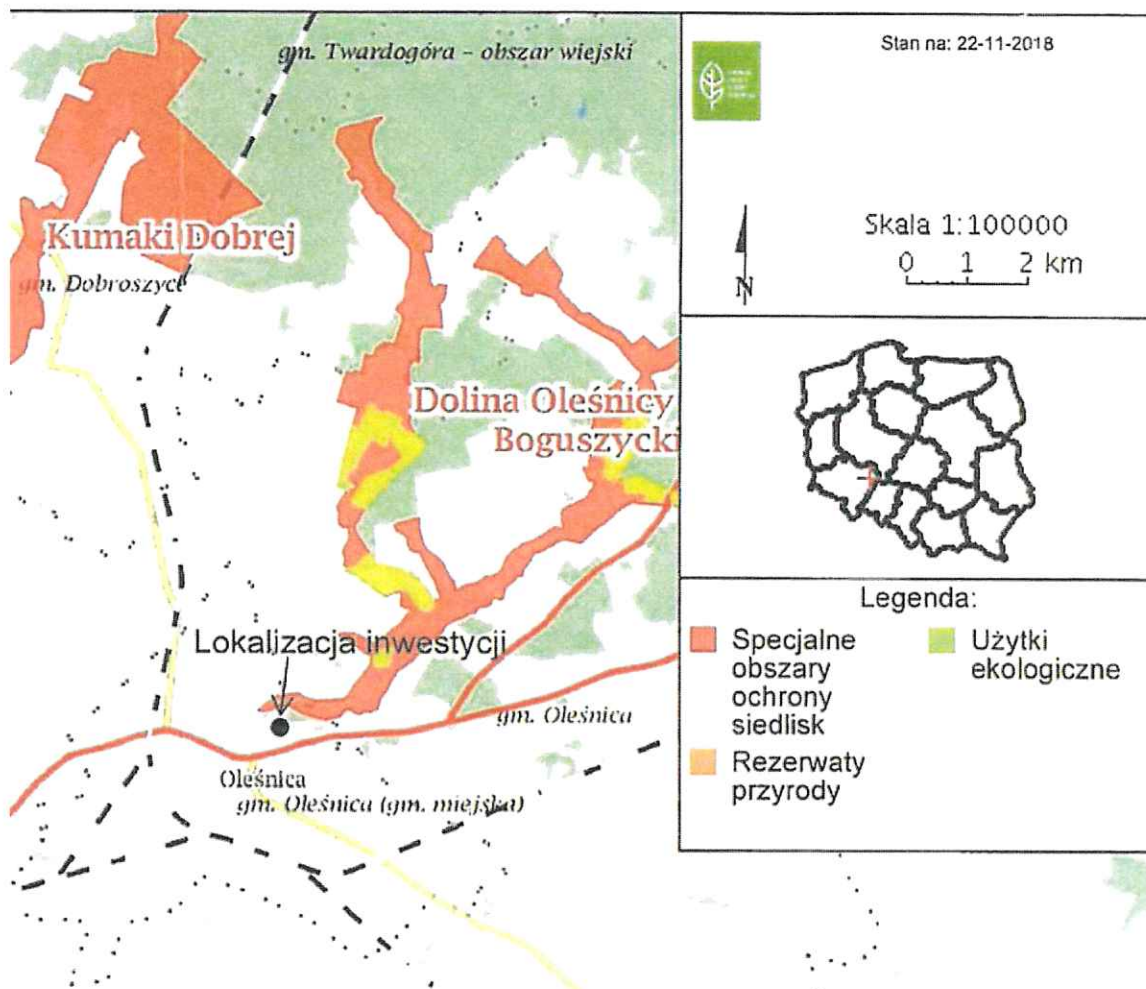 gm. Twardogóra – obszar wiejski
Kumaki Dobrej
gm. Dobroszyce
Dolina Oleśnicy
Boguszycki
Lokalizacja inwestycji
gm. Oleśnica
Oleśnica
gm. Oleśnica (gm. miejska)
Stan na: 22-11-2018
N
Skala 1:100000
0 1 2 km
Legenda:
Specjalne
obszary
ochrony
siedlisk
Rezerwaty
przyrody
Użytki
ekologiczne